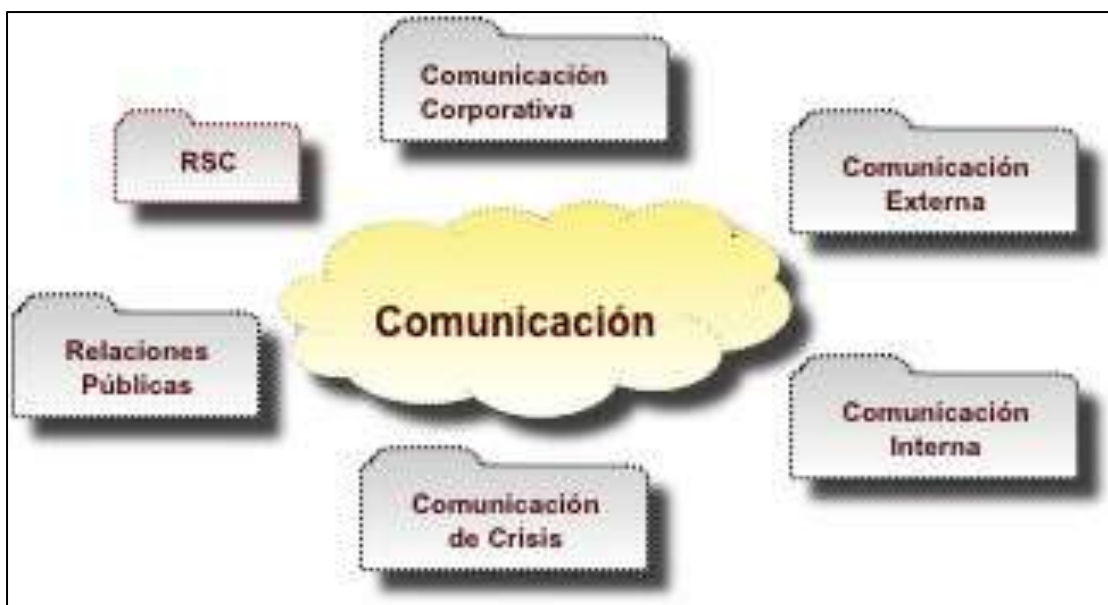 Comunicación
Corporativa
RSC
Comunicación
Externa
Comunicación
Relaciones
Públicas
Comunicación
Interna
Comunicación
de Crisis